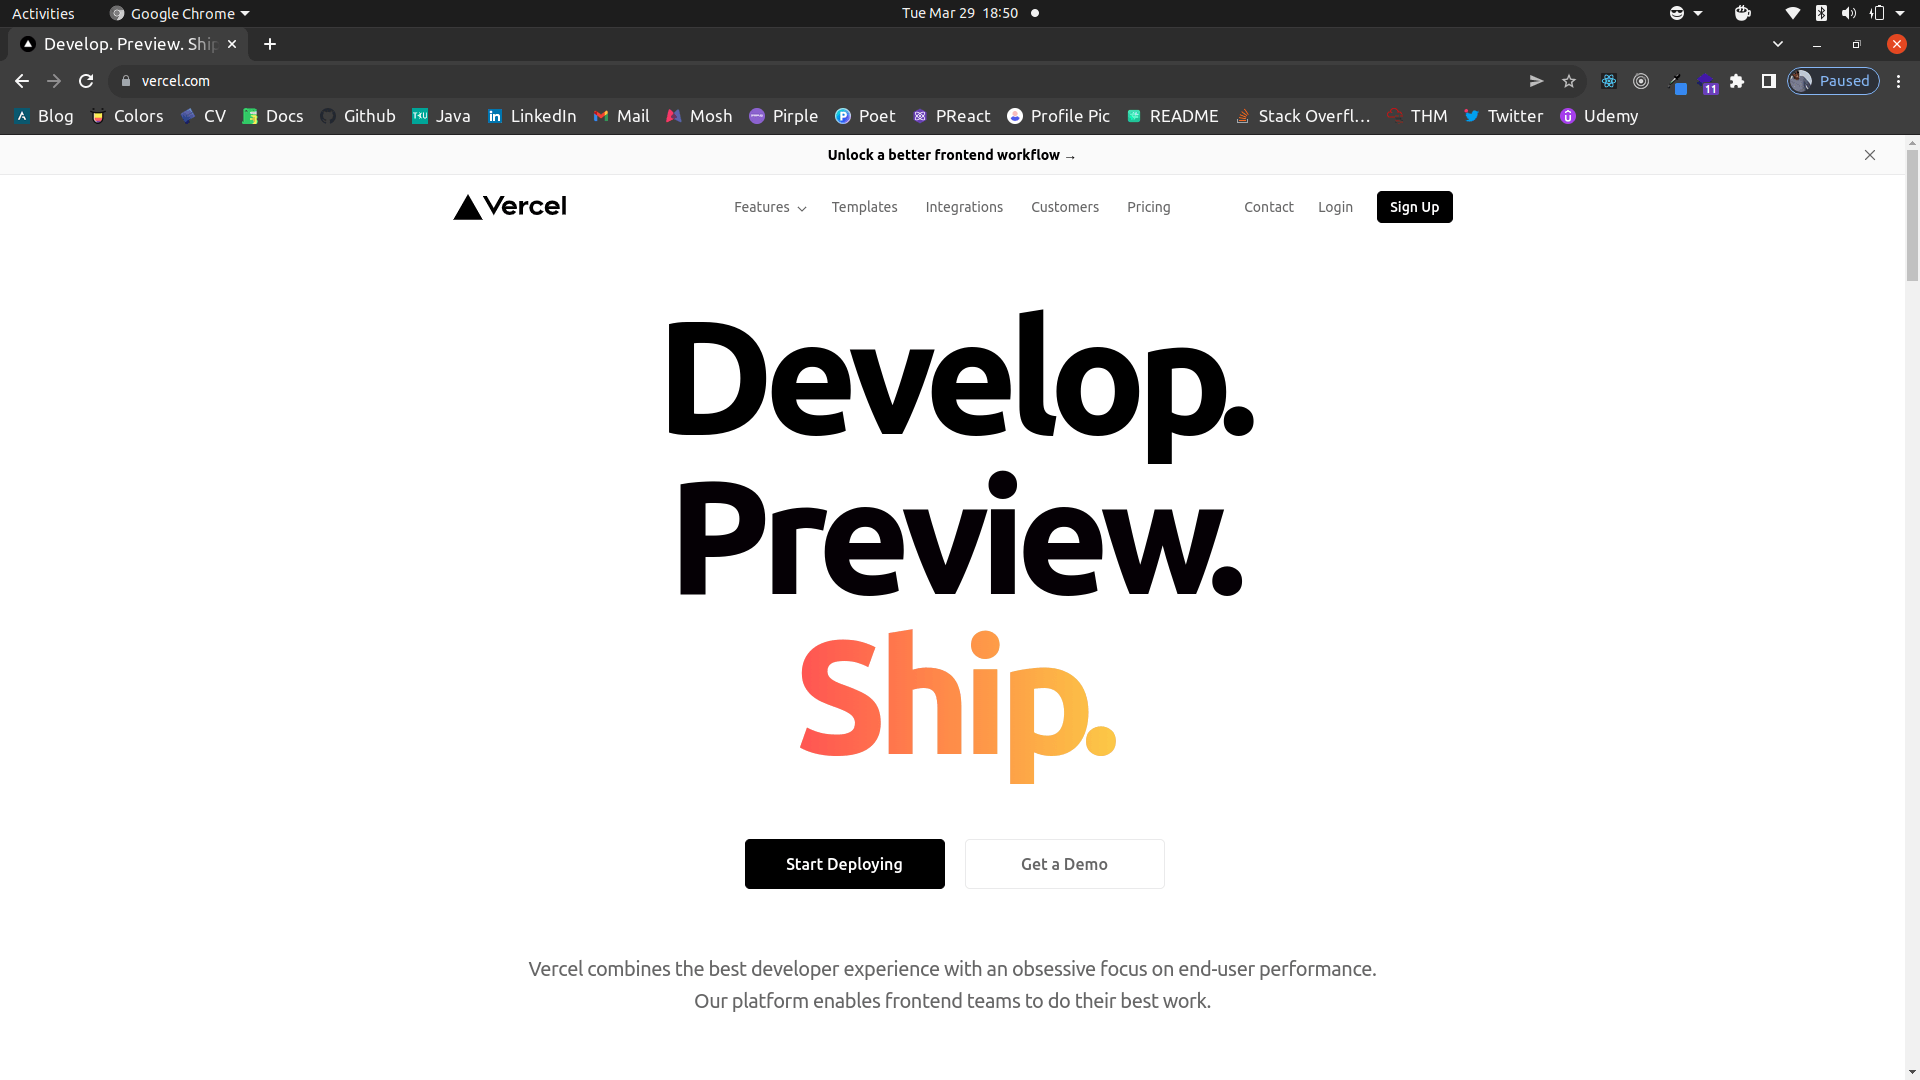 Activities Google Chrome Tue Mar 29 18:50
Develop. Preview. Ship
vercel.com Paused
11
Blog Colors CV Docs Github Java LinkedIn Mail Mosh Pirple Poet PReact Profile Pic README Stack Overfl... THM Twitter Udemy
Unlock a better frontend workflow →
Vercel Features Templates Integrations Customers Pricing Contact Login Sign Up
Develop.
Preview.
Ship.
Start Deploying Get a Demo
Vercel combines the best developer experience with an obsessive focus on end-user performance.
Our platform enables frontend teams to do their best work.